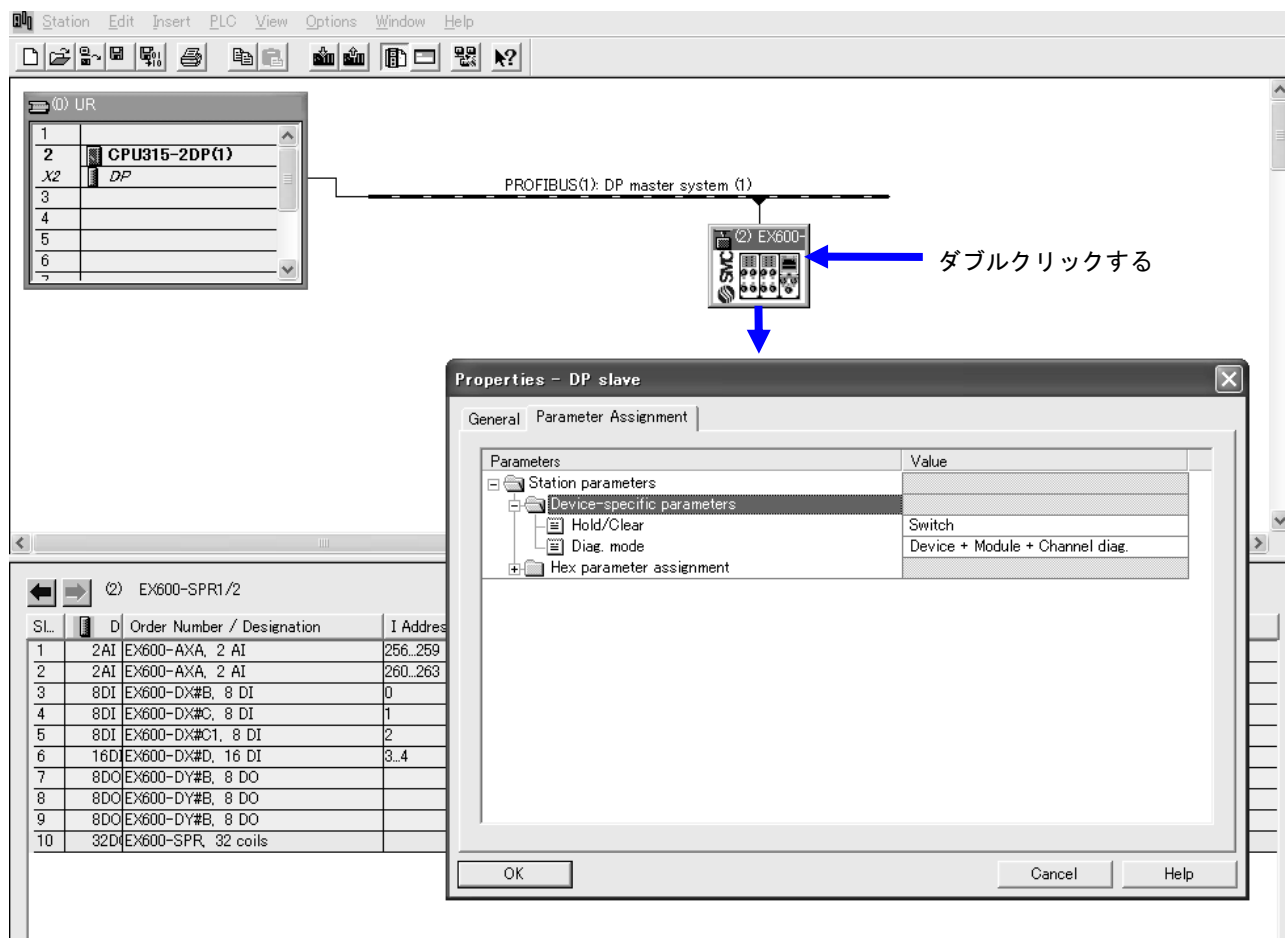 Station Edit Insert PLC View Options Window Help
(0) UR
1
2 CPU315-2DP(1)
X2 DP
3
4
5
6
7
PROFIBUS(1): DP master system (1)
(2) EX600-
SMC
ダブルクリックする
Properties - DP slave
General Parameter Assignment
Parameters Value
Station parameters
Device-specific parameters
Hold/Clear Switch
Diag. mode Device + Module + Channel diag.
Hex parameter assignment
OK Cancel Help
(2) EX600-SPR1/2
Sl... D Order Number / Designation I Addres
1 2AI EX600-AXA, 2 AI 256...259
2 2AI EX600-AXA, 2 AI 260...263
3 8DI EX600-DX#B, 8 DI 0
4 8DI EX600-DX#C, 8 DI 1
5 8DI EX600-DX#C1, 8 DI 2
6 16DI EX600-DX#D, 16 DI 3...4
7 8DO EX600-DY#B, 8 DO
8 8DO EX600-DY#B, 8 DO
9 8DO EX600-DY#B, 8 DO
10 32D EX600-SPR, 32 coils